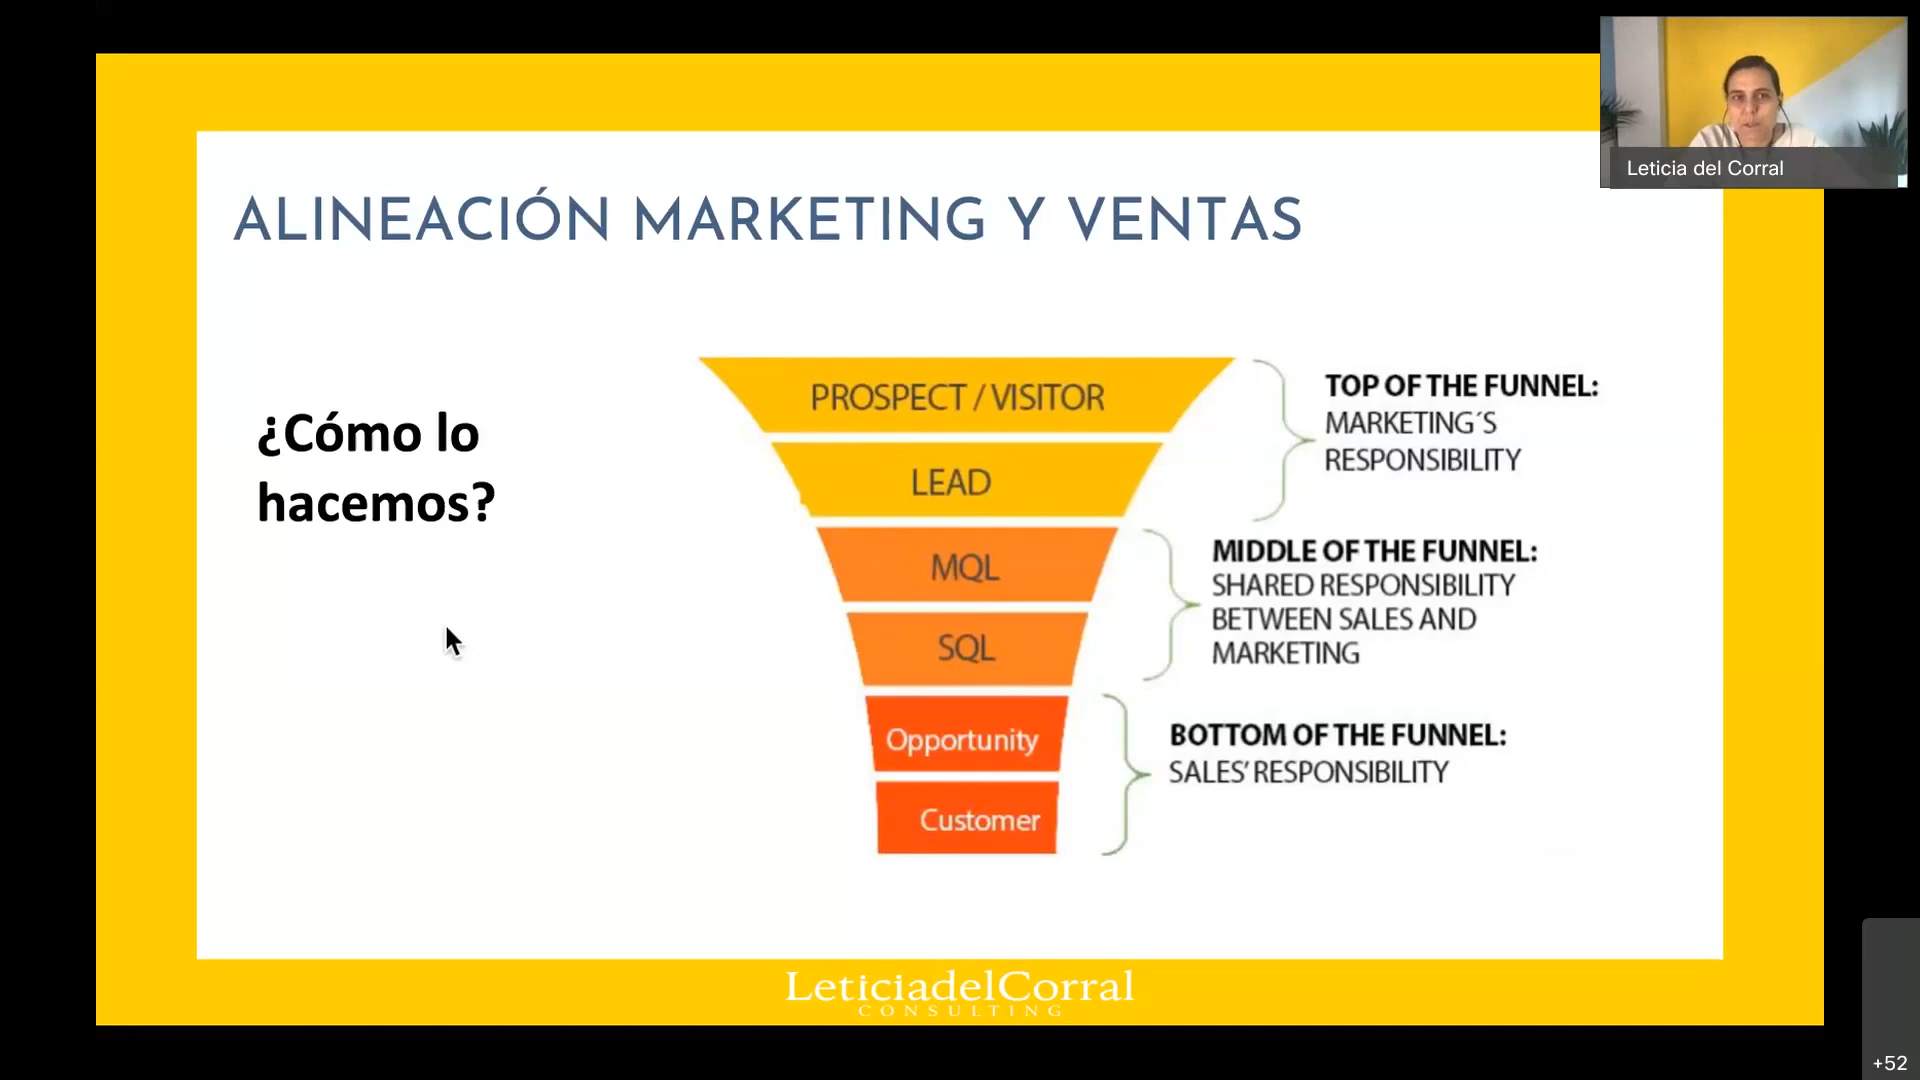 Leticia del Corral
ALINEACIÓN MARKETING Y VENTAS
¿Cómo lo
hacemos?
PROSPECT / VISITOR
LEAD
MQL
SQL
Opportunity
Customer
TOP OF THE FUNNEL:
MARKETING´S
RESPONSIBILITY
MIDDLE OF THE FUNNEL:
SHARED RESPONSIBILITY
BETWEEN SALES AND
MARKETING
BOTTOM OF THE FUNNEL:
SALES’ RESPONSIBILITY
LeticiadelCorral
CONSULTING
+52